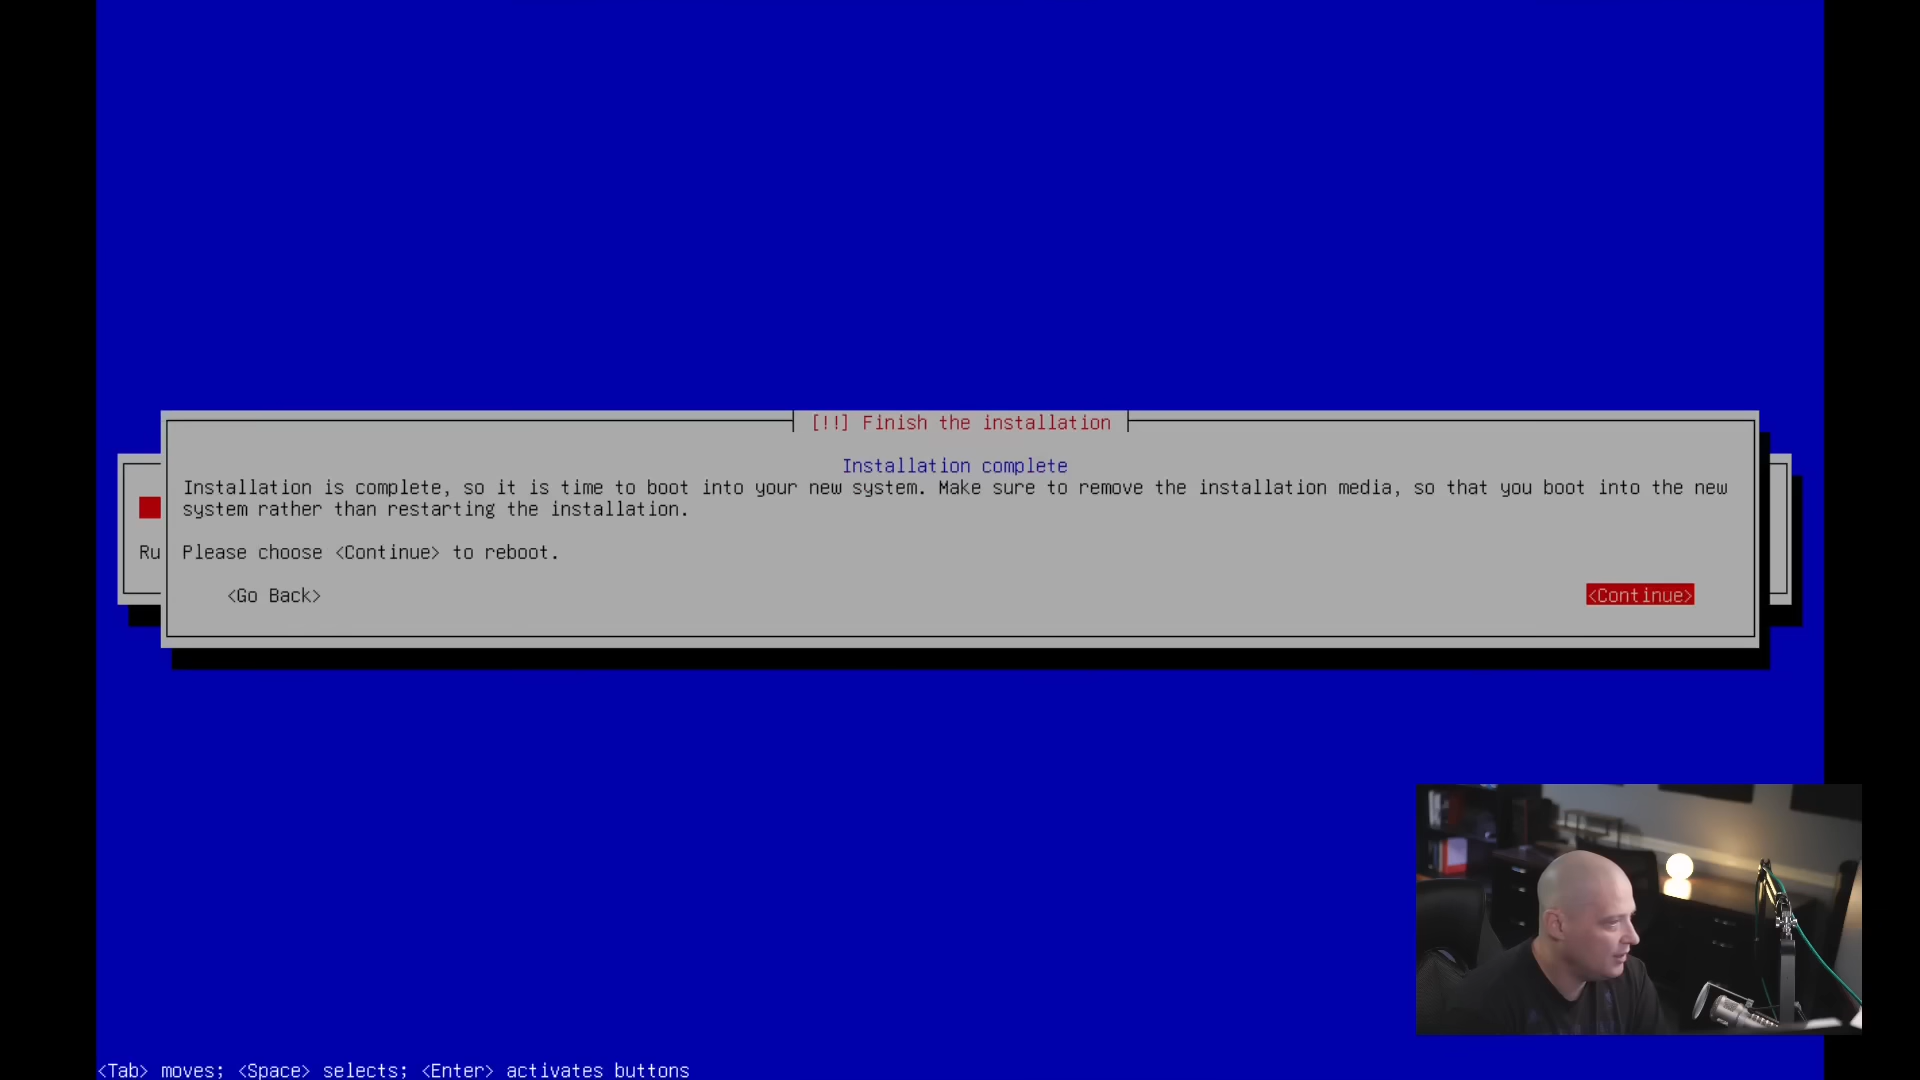 [!!] Finish the installation
Installation complete
Installation is complete, so it is time to boot into your new system. Make sure to remove the installation media, so that you boot into the new
system rather than restarting the installation.
Ru
Please choose <Continue> to reboot.
<Go Back>
<Continue>
<Tab> moves; <Space> selects; <Enter> activates buttons